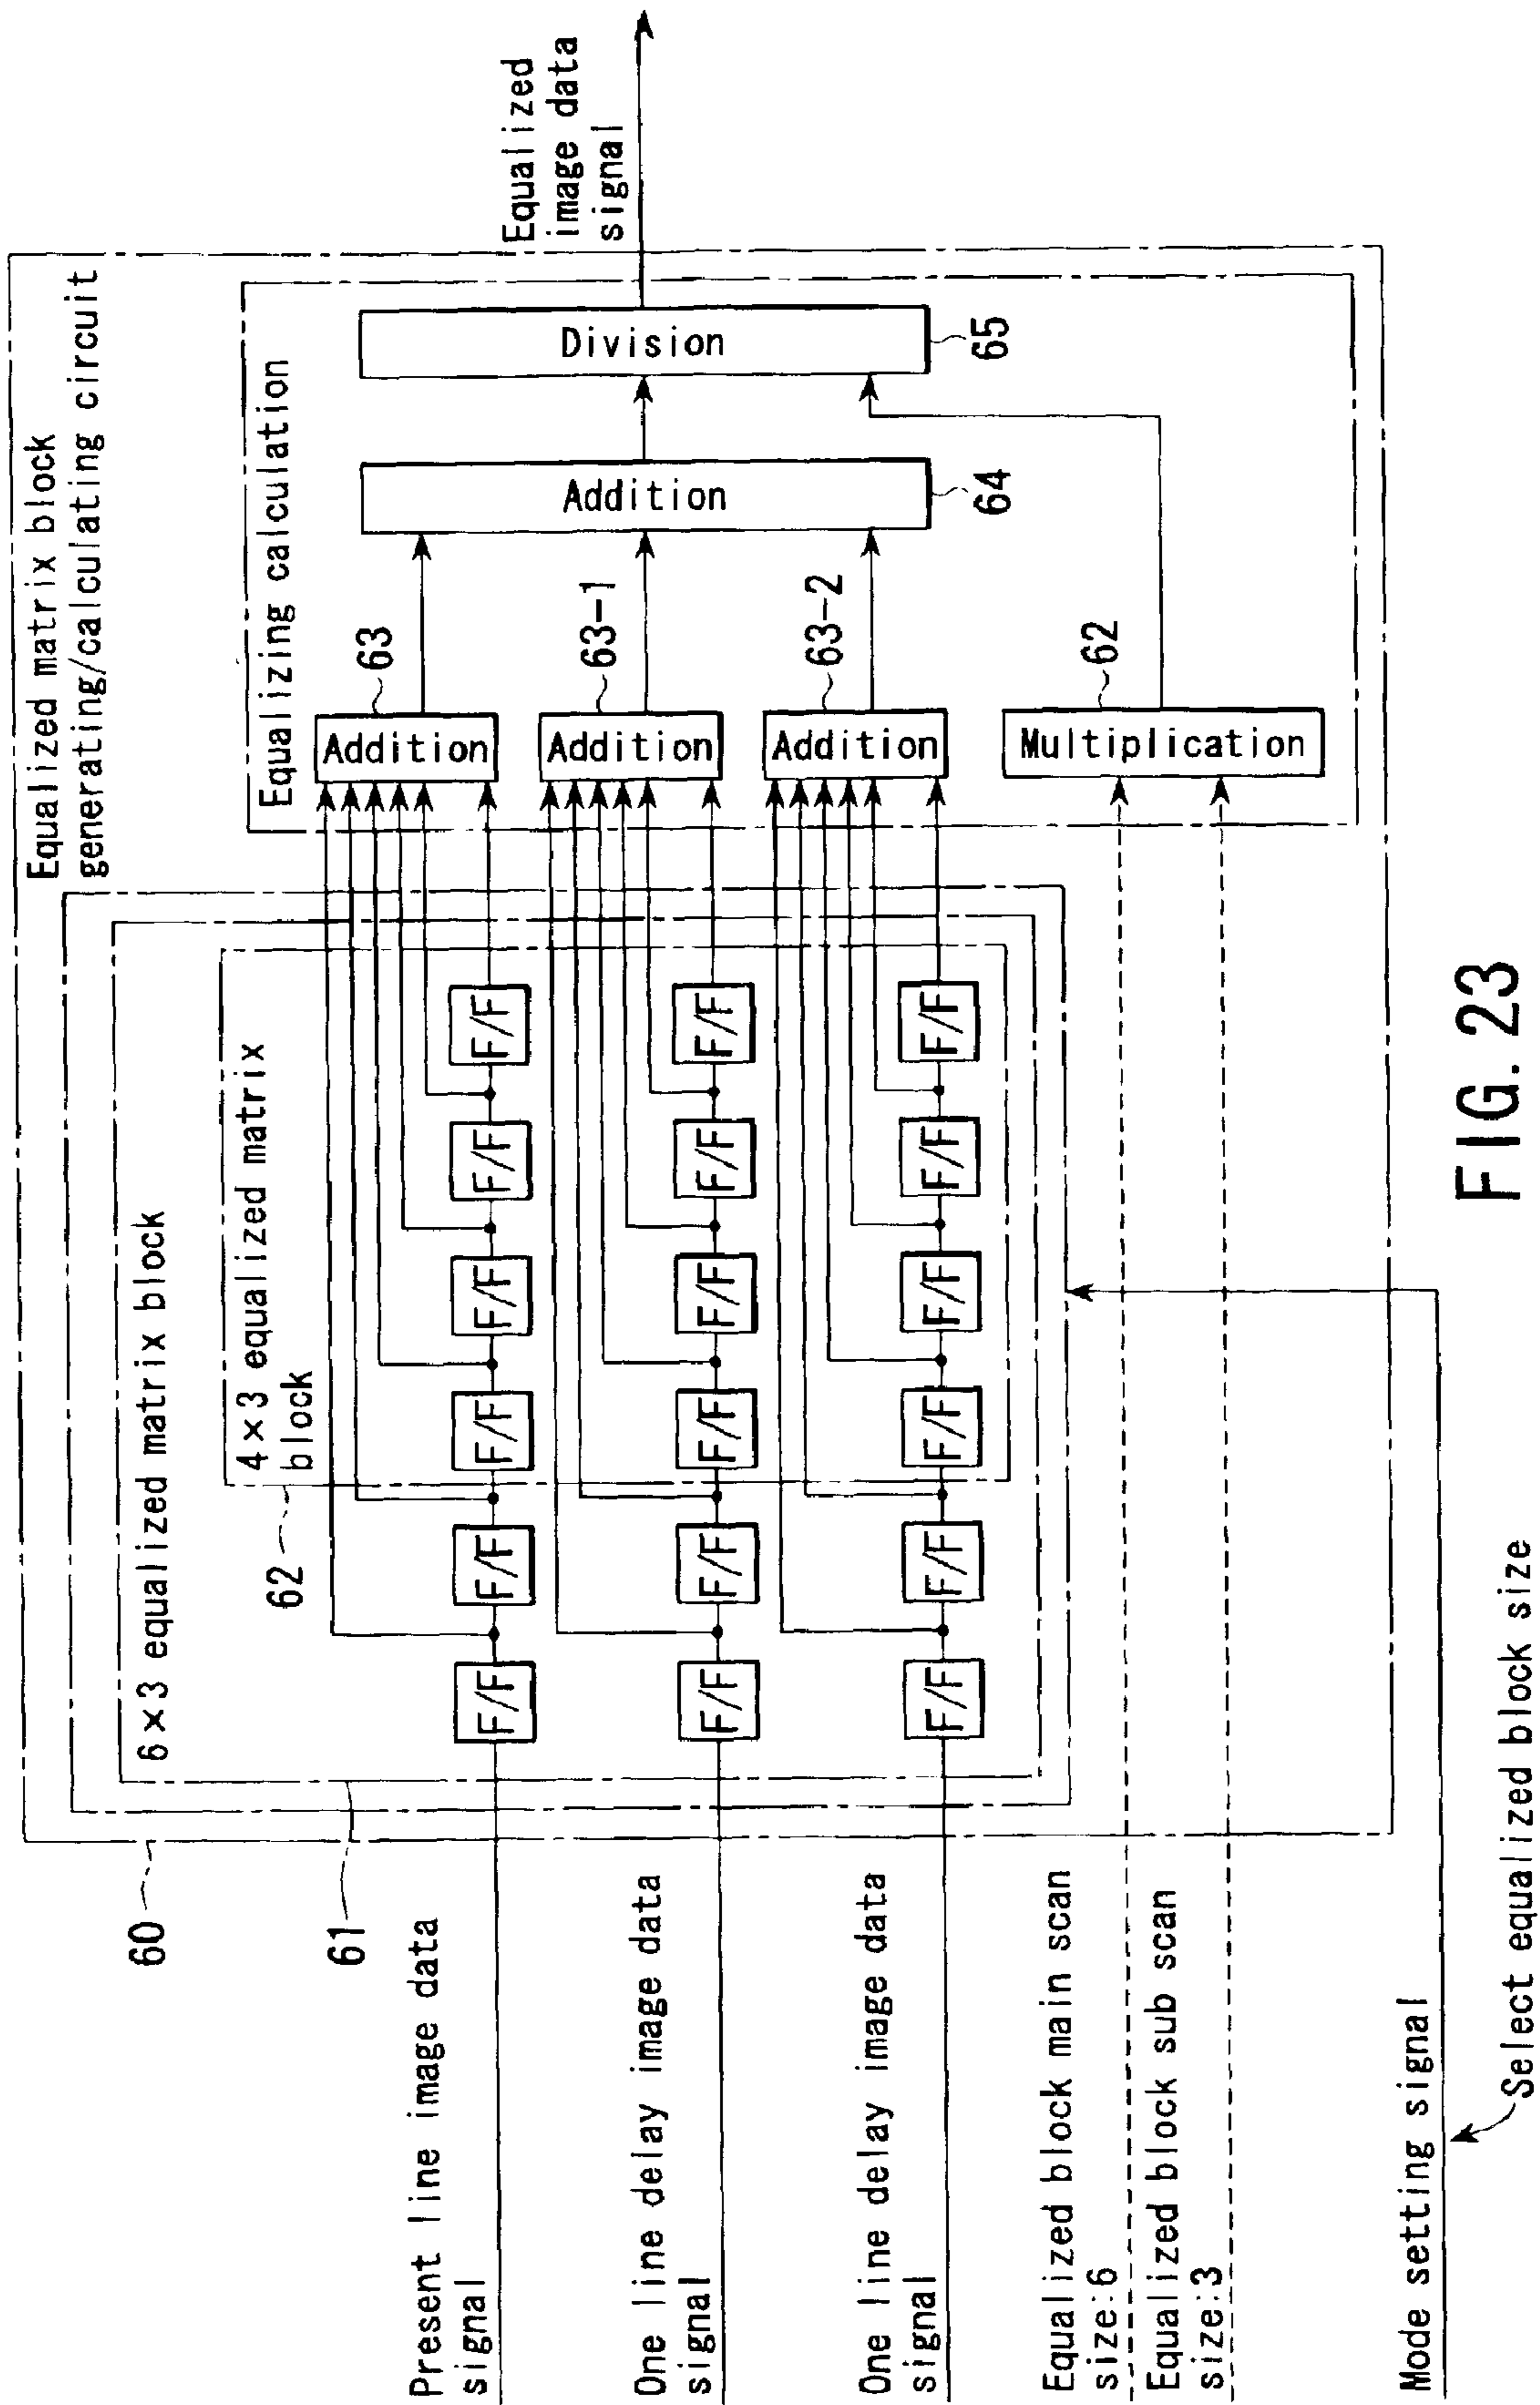 Equalized matrix block
generating/calculating circuit
60
6×3 equalized matrix block
61
4×3 equalized matrix
block
62
Equalizing calculation
Present line image data
signal
F/F
F/F
F/F
F/F
F/F
F/F
Addition
63
One line delay image data
signal
F/F
F/F
F/F
F/F
F/F
F/F
Addition
63-1
One line delay image data
signal
F/F
F/F
F/F
F/F
F/F
F/F
Addition
63-2
Addition
64
Division
65
Equalized
image data
signal
Equalized block main scan
size:6
Equalized block sub scan
size:3
Multiplication
62
Mode setting signal
Select equalized block size
FIG. 23